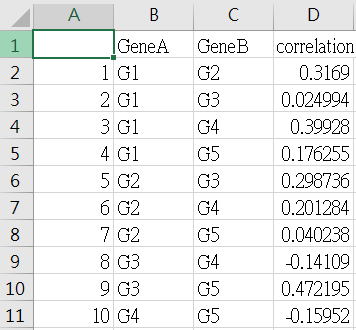 A B C D
1 GeneA GeneB correlation
2 1 G1 G2 0.3169
3 2 G1 G3 0.024994
4 3 G1 G4 0.39928
5 4 G1 G5 0.176255
6 5 G2 G3 0.298736
7 6 G2 G4 0.201284
8 7 G2 G5 0.040238
9 8 G3 G4 -0.14109
10 9 G3 G5 0.472195
11 10 G4 G5 -0.15952